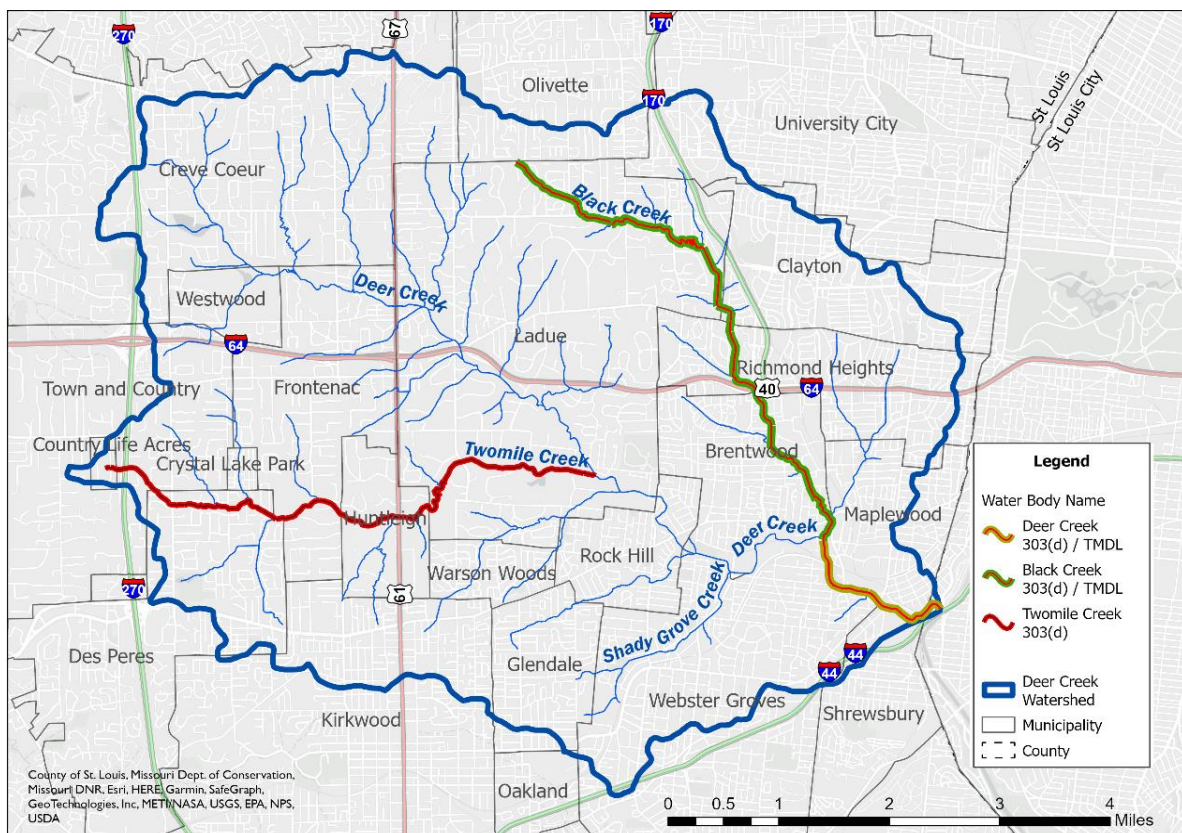 270
67
170
Olivette
170
St Louis
St Louis City
University City
Creve Coeur
Black Creek
Clayton
Westwood
Deer Creek
Ladue
64
Richmond Heights
Town and Country
Frontenac
40
64
Country Life Acres
Crystal Lake Park
Twomile Creek
Brentwood
Huntleigh
Maplewood
Rock Hill
Deer Creek
Warson Woods
270
61
Shady Grove Creek
Des Peres
Glendale
44
44
Webster Groves
Shrewsbury
Kirkwood
Oakland
Legend
Water Body Name
Deer Creek
303(d) / TMDL
Black Creek
303(d) / TMDL
Twomile Creek
303(d)
Deer Creek
Watershed
Municipality
County
County of St. Louis, Missouri Dept. of Conservation,
Missouri DNR, Esri, HERE, Garmin, SafeGraph,
GeoTechnologies, Inc, METI/NASA, USGS, EPA, NPS,
USDA
0 0.5 1 2 3 4
Miles